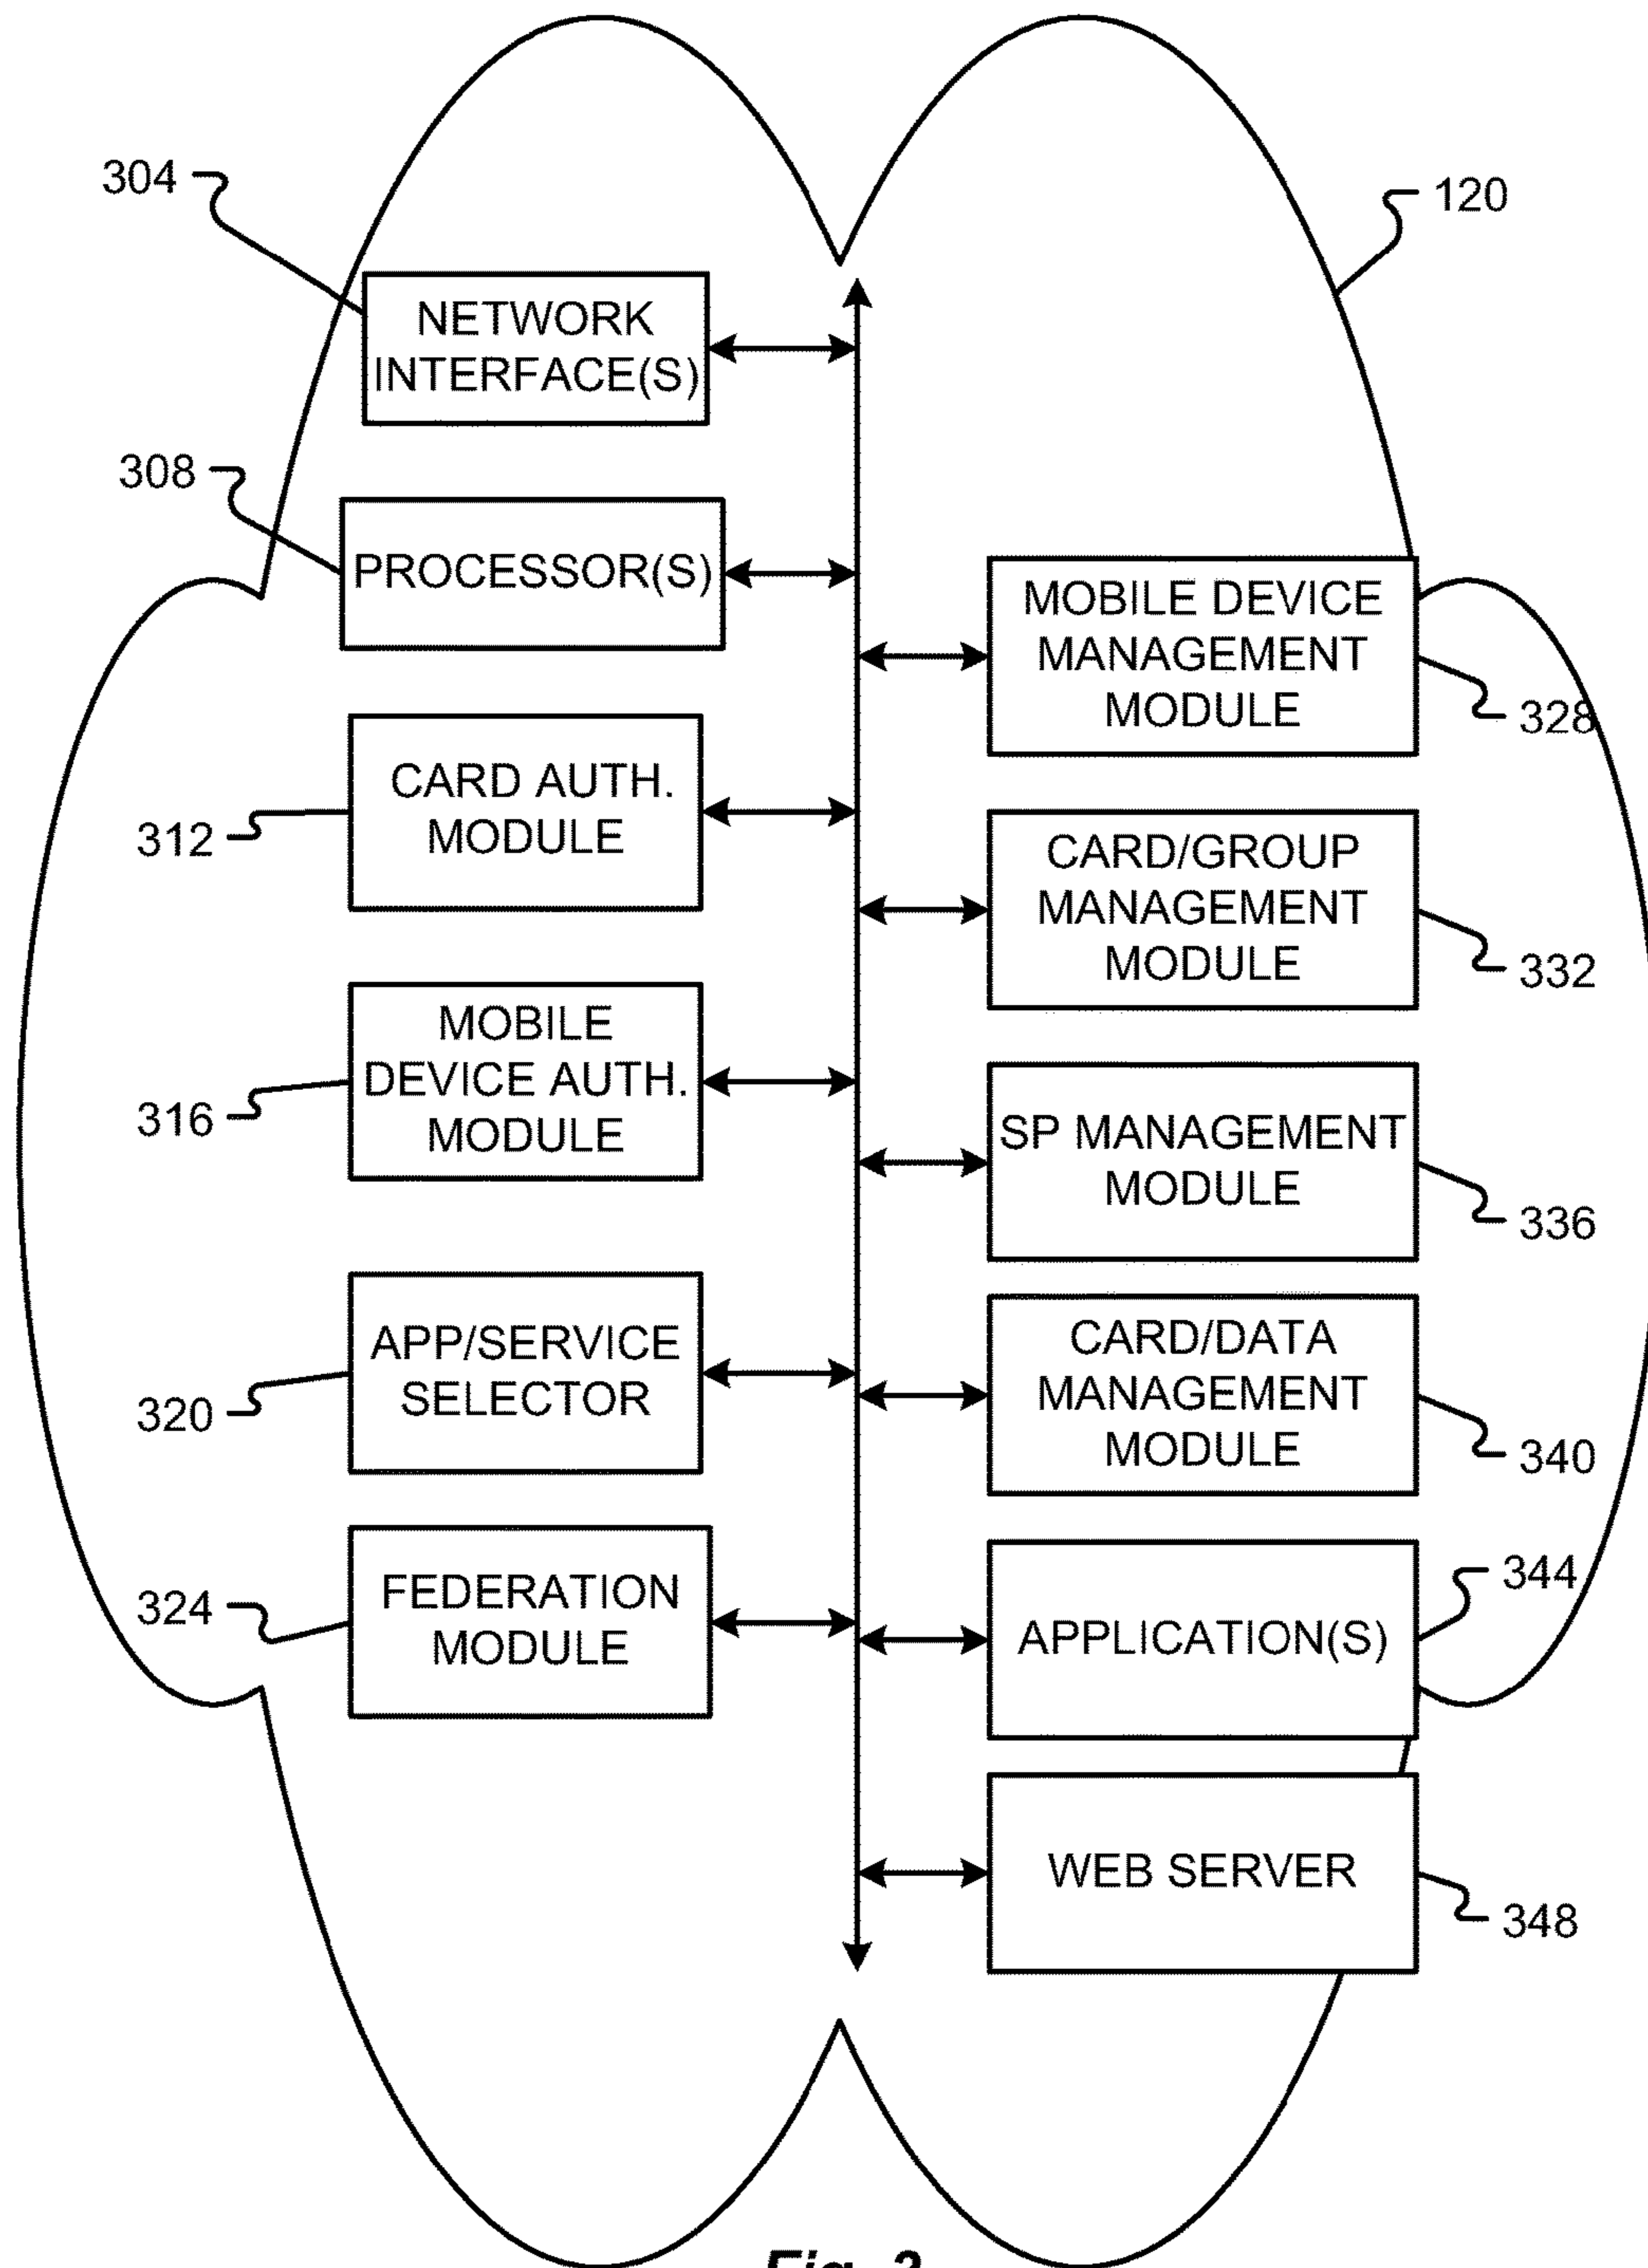 304
120
NETWORK
INTERFACE(S)
308
PROCESSOR(S)
MOBILE DEVICE
MANAGEMENT
MODULE
328
CARD AUTH.
MODULE
312
CARD/GROUP
MANAGEMENT
MODULE
332
MOBILE
DEVICE AUTH.
MODULE
316
SP MANAGEMENT
MODULE
336
APP/SERVICE
SELECTOR
320
CARD/DATA
MANAGEMENT
MODULE
340
FEDERATION
MODULE
324
344
APPLICATION(S)
WEB SERVER
348